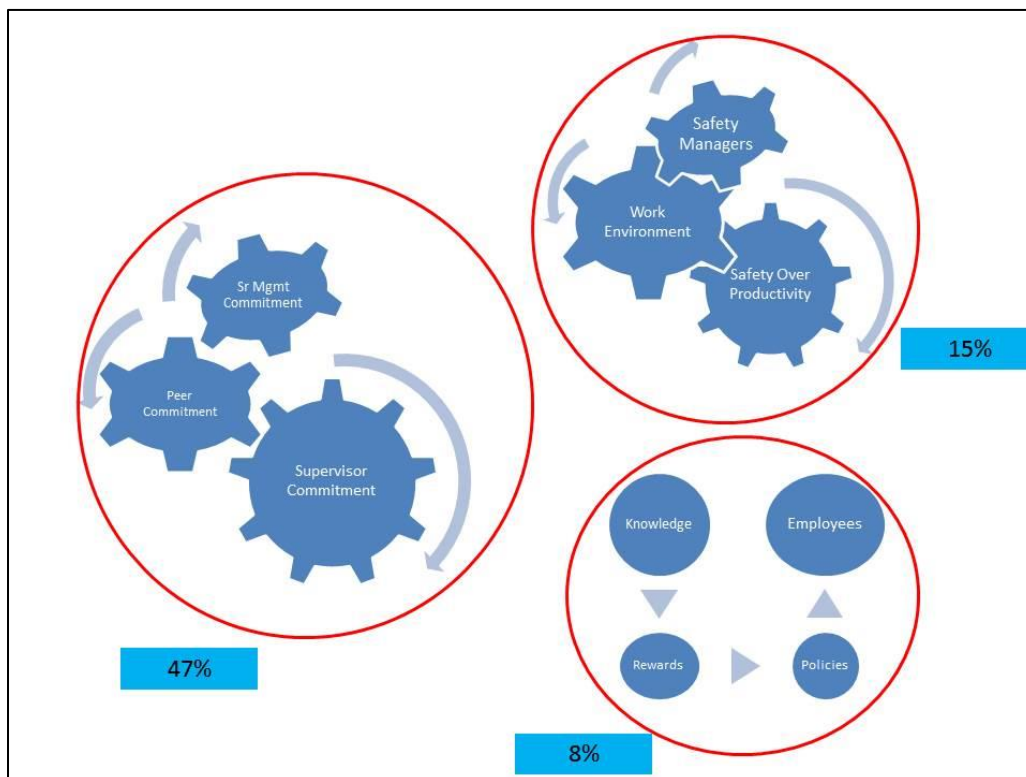 Sr Mgmt
Commitment
Peer
Commitment
Supervisor
Commitment
47%
Safety
Managers
Work
Environment
Safety Over
Productivity
15%
Knowledge
Employees
Rewards
Policies
8%